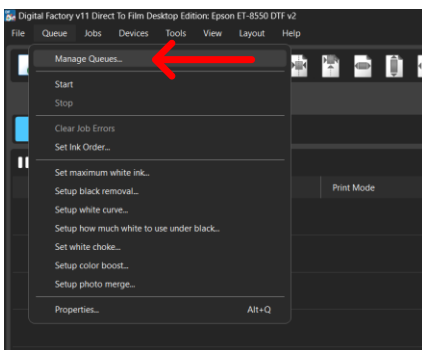 Digital Factory v11 Direct To Film Desktop Edition: Epson ET-8550 DTF v2
File Queue Jobs Devices Tools View Layout Help
Manage Queues...
Start
Stop
Clear Job Errors
Set Ink Order...
Set maximum white ink...
Setup black removal...
Print Mode
Setup white curve...
Setup how much white to use under black...
Set white choke...
Setup color boost...
Setup photo merge...
Properties... Alt+Q